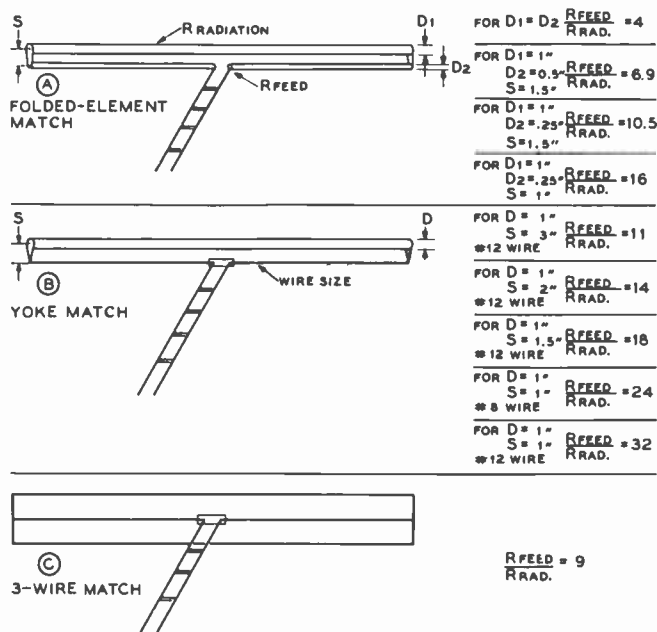 S
R RADIATION
D1
D2
RFEED
A
FOLDED-ELEMENT
MATCH
FOR D1 = D2 RFEED/RRAD. = 4
FOR D1 = 1"
D2 = 0.5" RFEED/RRAD. = 6.9
S = 1.5"
FOR D1 = 1"
D2 = .25" RFEED/RRAD. = 10.5
S = 1.5"
FOR D1 = 1"
D2 = .25" RFEED/RRAD. = 16
S = 1"
S
D
B
WIRE SIZE
YOKE MATCH
FOR D = 1"
S = 3" RFEED/RRAD. = 11
#12 WIRE
FOR D = 1"
S = 2" RFEED/RRAD. = 14
#12 WIRE
FOR D = 1"
S = 1.5" RFEED/RRAD. = 18
#12 WIRE
FOR D = 1"
S = 1" RFEED/RRAD. = 24
#8 WIRE
FOR D = 1"
S = 1" RFEED/RRAD. = 32
#12 WIRE
C
3-WIRE MATCH
RFEED/RRAD. = 9